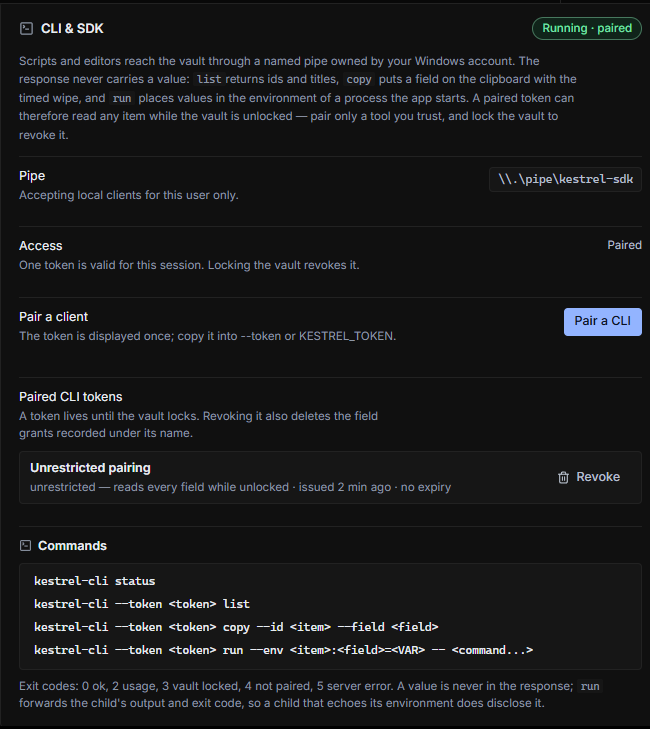 CLI & SDK
Running · paired
Scripts and editors reach the vault through a named pipe owned by your Windows account. The
response never carries a value: list returns ids and titles, copy puts a field on the clipboard with the
timed wipe, and run places values in the environment of a process the app starts. A paired token can
therefore read any item while the vault is unlocked — pair only a tool you trust, and lock the vault to
revoke it.
Pipe
\\.\pipe\kestrel-sdk
Accepting local clients for this user only.
Access
Paired
One token is valid for this session. Locking the vault revokes it.
Pair a client
Pair a CLI
The token is displayed once; copy it into --token or KESTREL_TOKEN.
Paired CLI tokens
A token lives until the vault locks. Revoking it also deletes the field
grants recorded under its name.
Unrestricted pairing
Revoke
unrestricted — reads every field while unlocked · issued 2 min ago · no expiry
Commands
kestrel-cli status
kestrel-cli --token <token> list
kestrel-cli --token <token> copy --id <item> --field <field>
kestrel-cli --token <token> run --env <item>:<field>=<VAR> -- <command...>
Exit codes: 0 ok, 2 usage, 3 vault locked, 4 not paired, 5 server error. A value is never in the response; run
forwards the child's output and exit code, so a child that echoes its environment does disclose it.